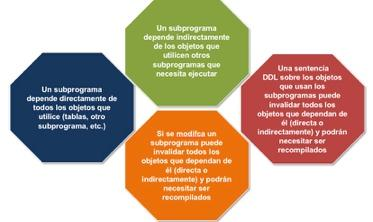 Un subprograma
depende indirectamente
de los objetos que
utilicen otros
subprogramas que
necesita ejecutar
Un subprograma
depende directamente de
todos los objetos que
utilice (tablas, otro
subprograma, etc.)
Una sentencia
DDL sobre los objetos
que usan los
subprogramas puede
invalidar todos los
objetos que dependan de
él (directa o
indirectamente) y podrán
necesitar ser
recompilados
Si se modifca un
subprograma puede
invalidar todos los
objetos que dependan de
él (directa o
indirectamente) y podrán
necesitar ser
recompilados